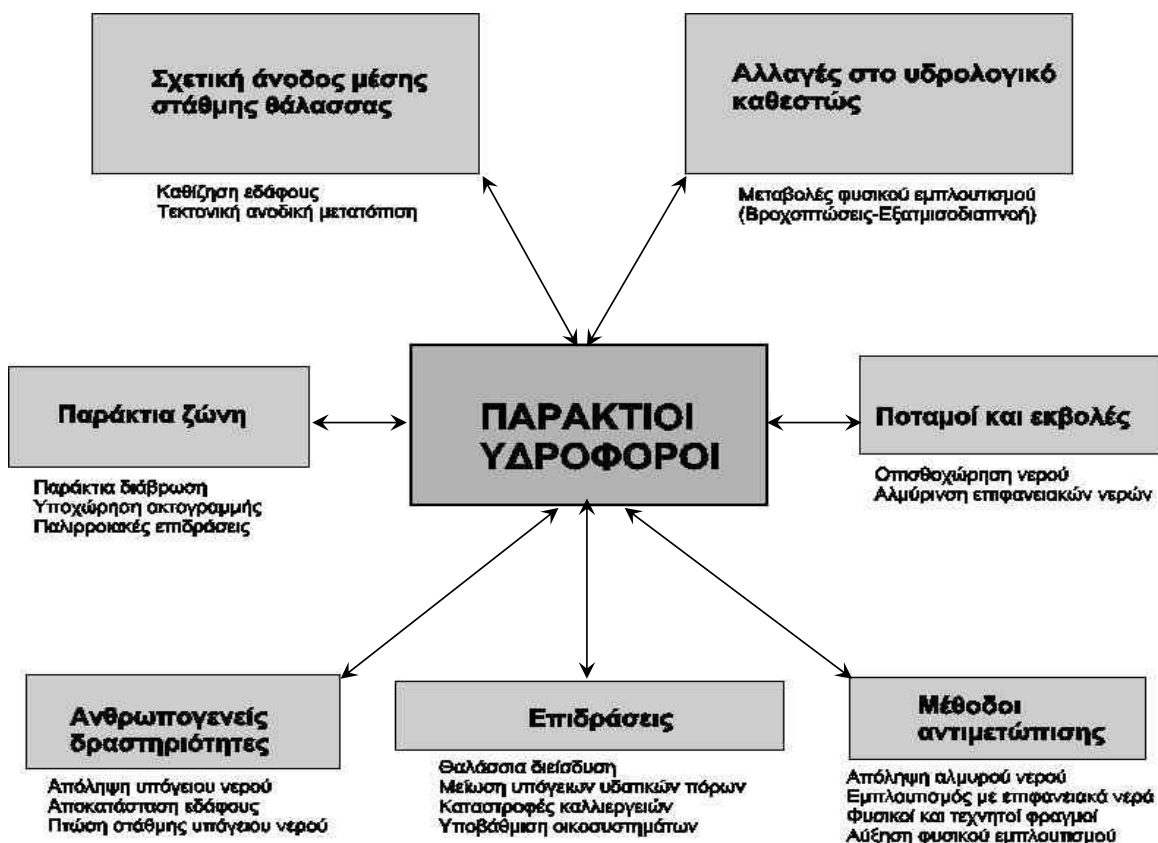 Σχετική άνοδος μέσης
στάθμης θάλασσας
Καθίζηση εδάφους
Τεκτονική ανοδική μετατόπιση
Αλλαγές στο υδρολογικό
καθεστώς
Μεταβολές φυσικού εμπλουτισμού
(Βροχοπτώσεις-Εξατμισοδιαπνοή)
Παράκτια ζώνη
Παράκτια διάβρωση
Υποχώρηση ακτογραμμής
Παλιρροιακές επιδράσεις
ΠΑΡΑΚΤΙΟΙ
ΥΔΡΟΦΟΡΟΙ
Ποταμοί και εκβολές
Οπισθοχώρηση νερού
Αλμύρινση επιφανειακών νερών
Ανθρωπογενείς
δραστηριότητες
Απόληψη υπόγειου νερού
Αποκατάσταση εδάφους
Πτώση στάθμης υπόγειου νερού
Επιδράσεις
Θαλάσσια διείσδυση
Μείωση υπόγειων υδατικών πόρων
Καταστροφές καλλιεργειών
Υποβάθμιση οικοσυστημάτων
Μέθοδοι
αντιμετώπισης
Απόληψη αλμυρού νερού
Εμπλουτισμός με επιφανειακά νερά
Φυσικοί και τεχνητοί φραγμοί
Αύξηση φυσικού εμπλουτισμού